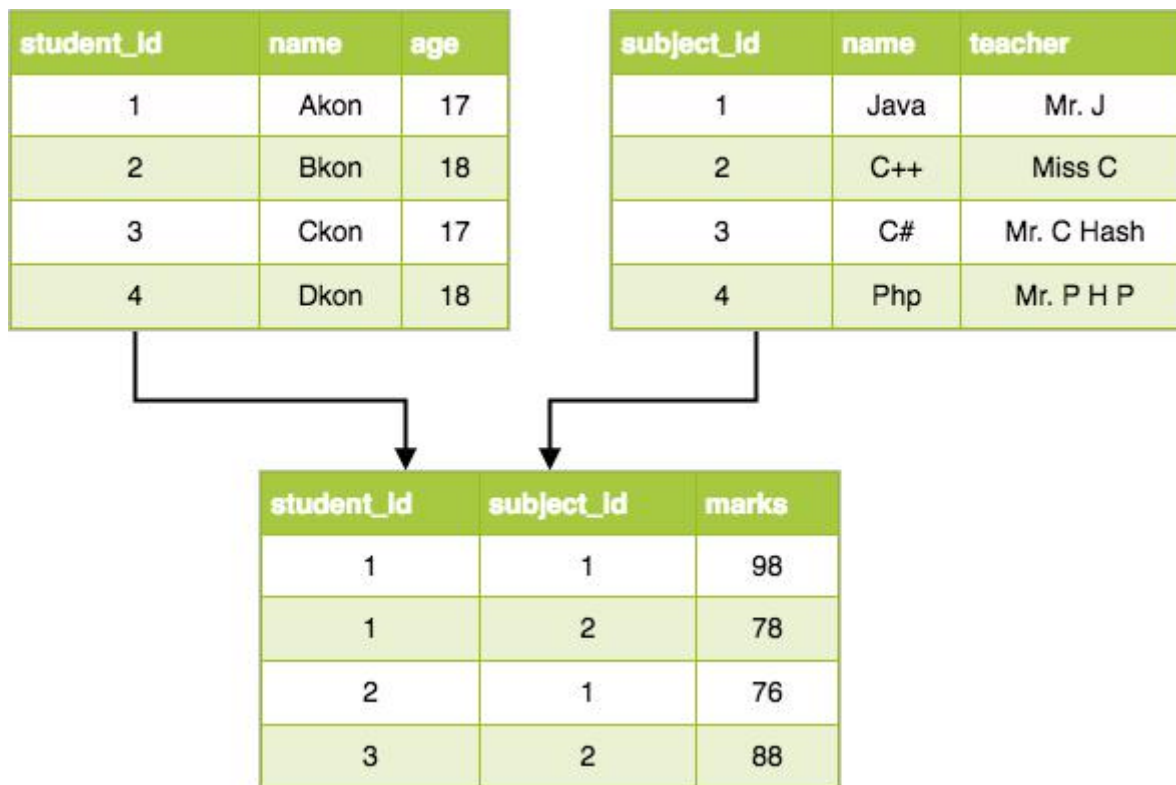 student_id name age
1 Akon 17
2 Bkon 18
3 Ckon 17
4 Dkon 18
subject_id name teacher
1 Java Mr. J
2 C++ Miss C
3 C# Mr. C Hash
4 Php Mr. P H P
student_id subject_id marks
1 1 98
1 2 78
2 1 76
3 2 88